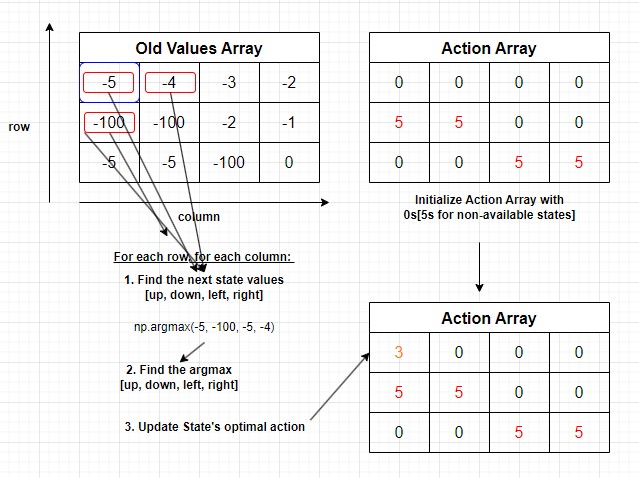 Old Values Array
-5 -4 -3 -2
-100 -100 -2 -1
-5 -5 -100 0
row
column
Action Array
0 0 0 0
5 5 0 0
0 0 5 5
Initialize Action Array with
0s[5s for non-available states]
For each row, for each column:
1. Find the next state values
[up, down, left, right]
np.argmax(-5, -100, -5, -4)
2. Find the argmax
[up, down, left, right]
3. Update State's optimal action
Action Array
3 0 0 0
5 5 0 0
0 0 5 5